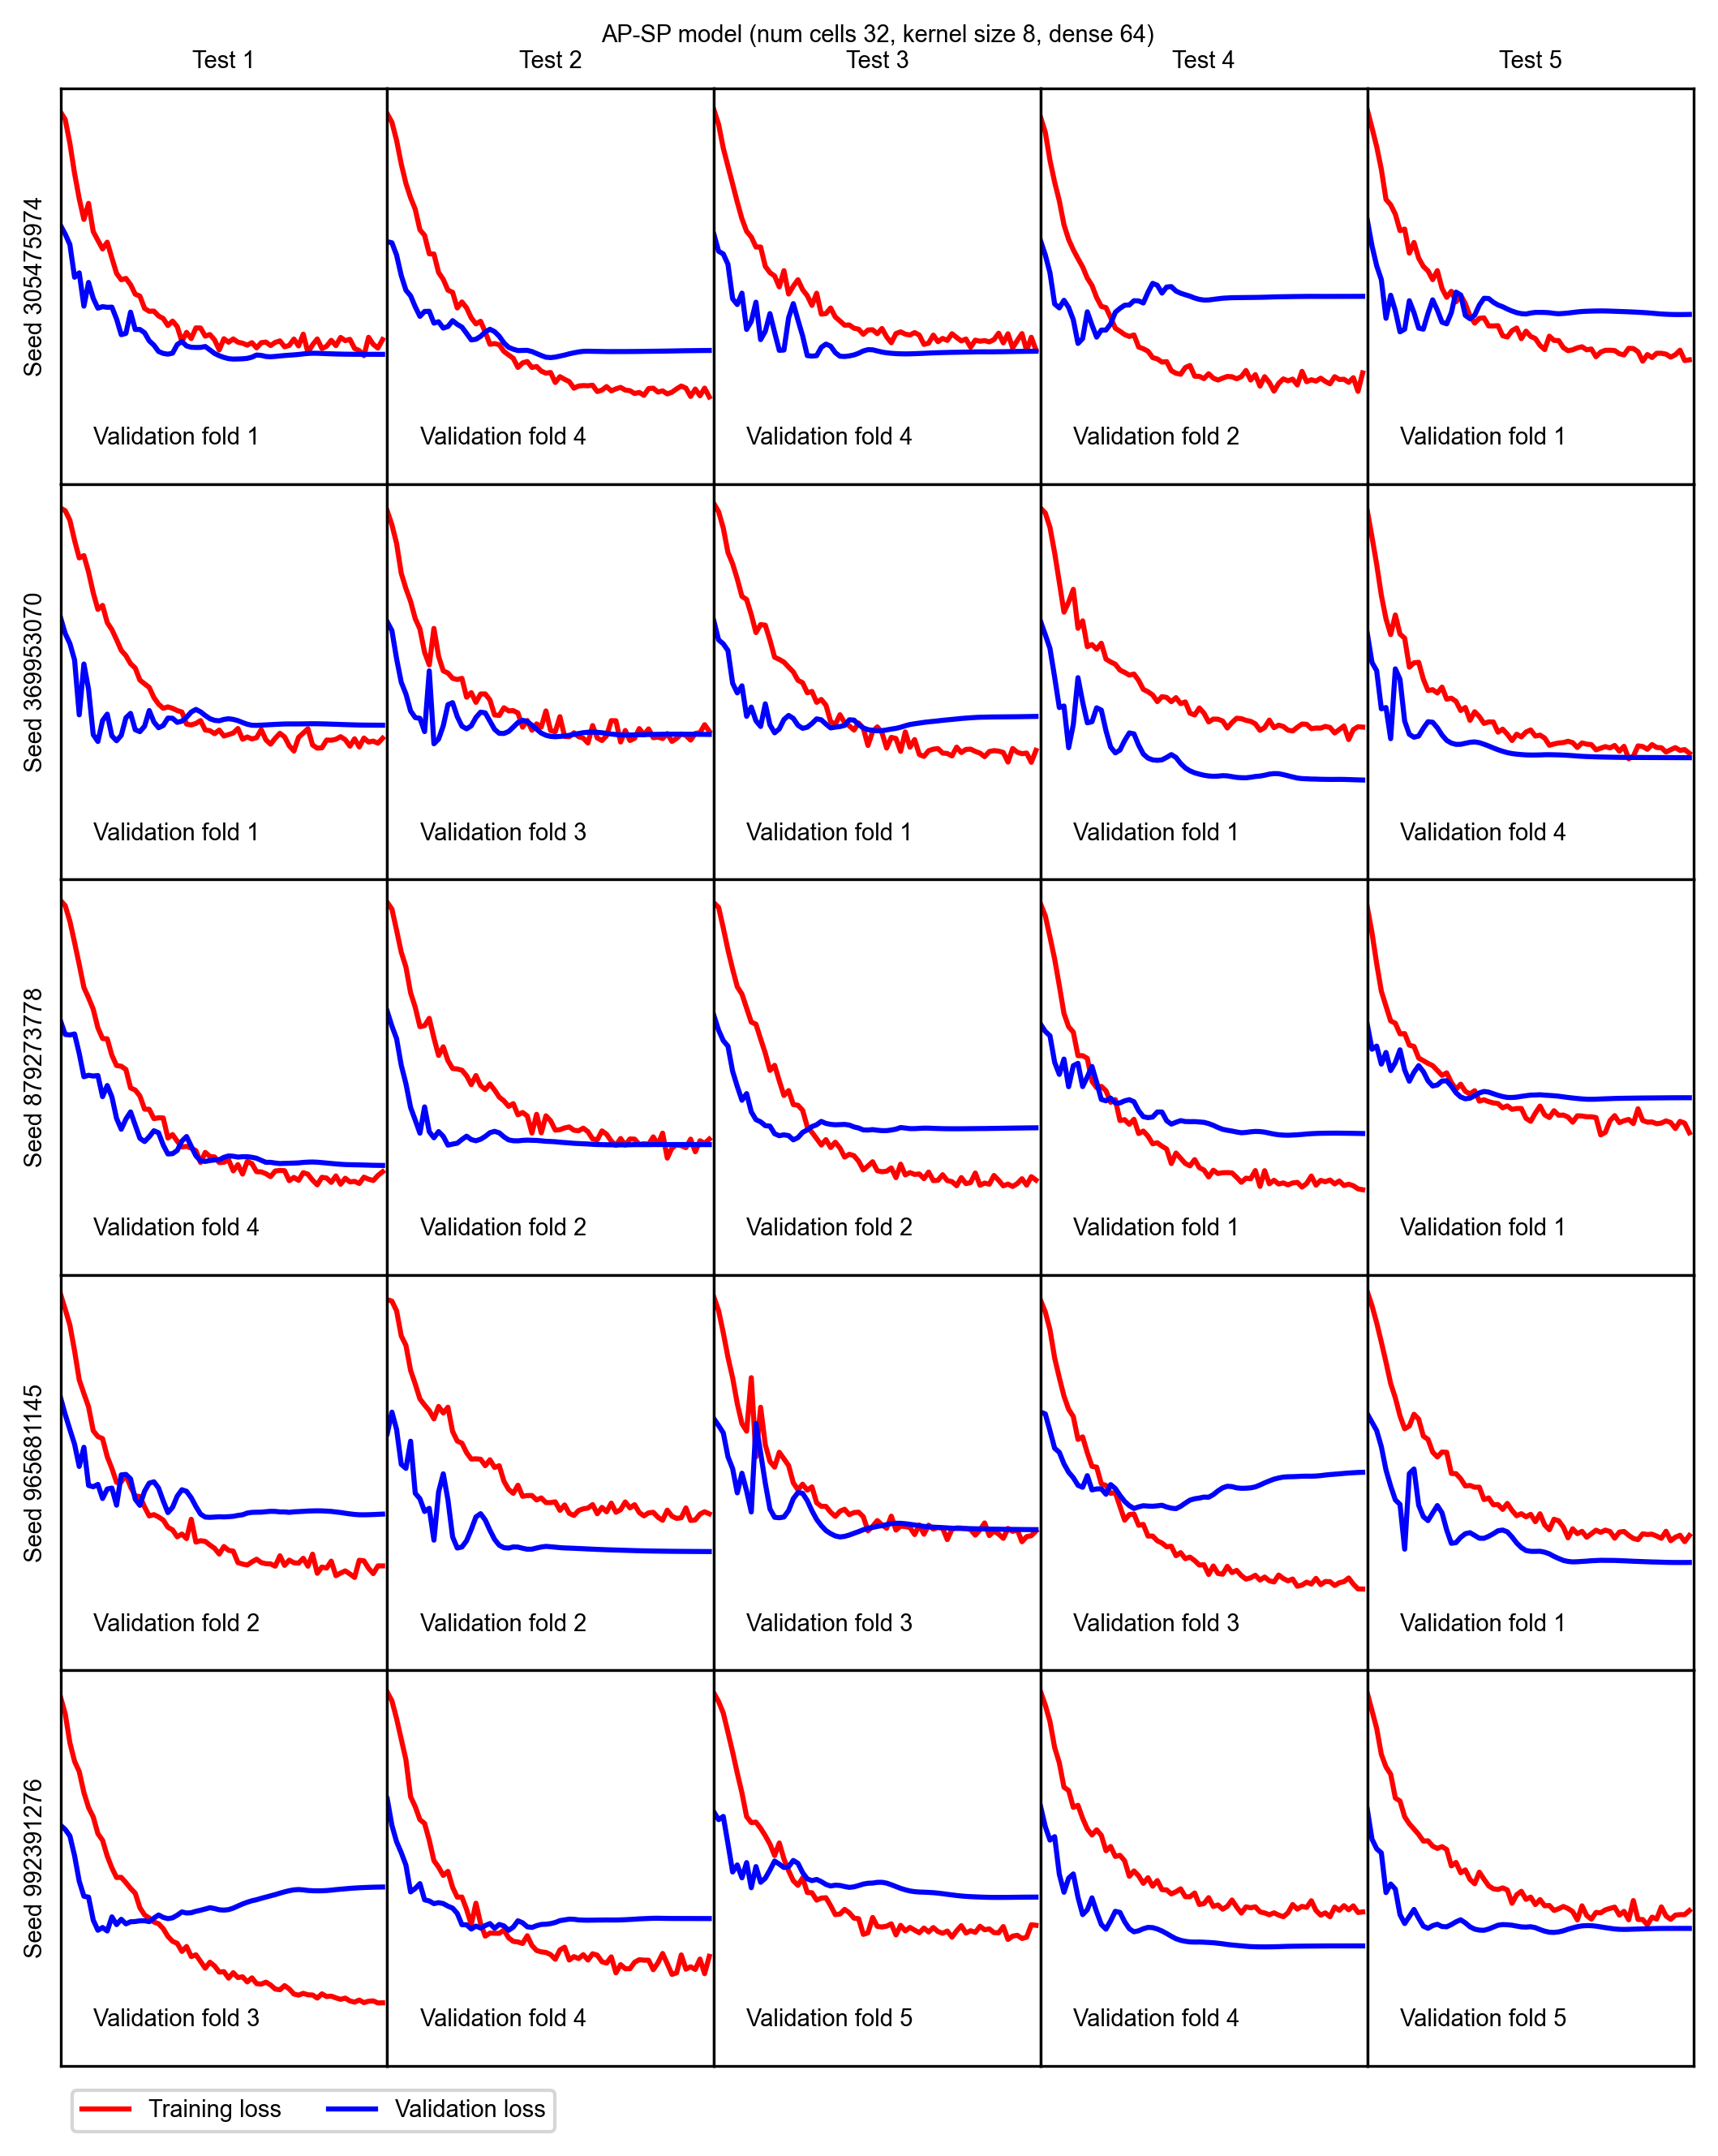 AP-SP model (num cells 32, kernel size 8, dense 64)
Test 1 Test 2 Test 3 Test 4 Test 5
Seed 3305475974
Validation fold 1 Validation fold 4 Validation fold 4 Validation fold 2 Validation fold 1
Seed 369953070
Validation fold 1 Validation fold 3 Validation fold 1 Validation fold 1 Validation fold 4
Seed 879273778
Validation fold 4 Validation fold 2 Validation fold 2 Validation fold 1 Validation fold 1
Seed 965681145
Validation fold 2 Validation fold 2 Validation fold 3 Validation fold 3 Validation fold 1
Seed 992391276
Validation fold 3 Validation fold 4 Validation fold 5 Validation fold 4 Validation fold 5
Training loss Validation loss